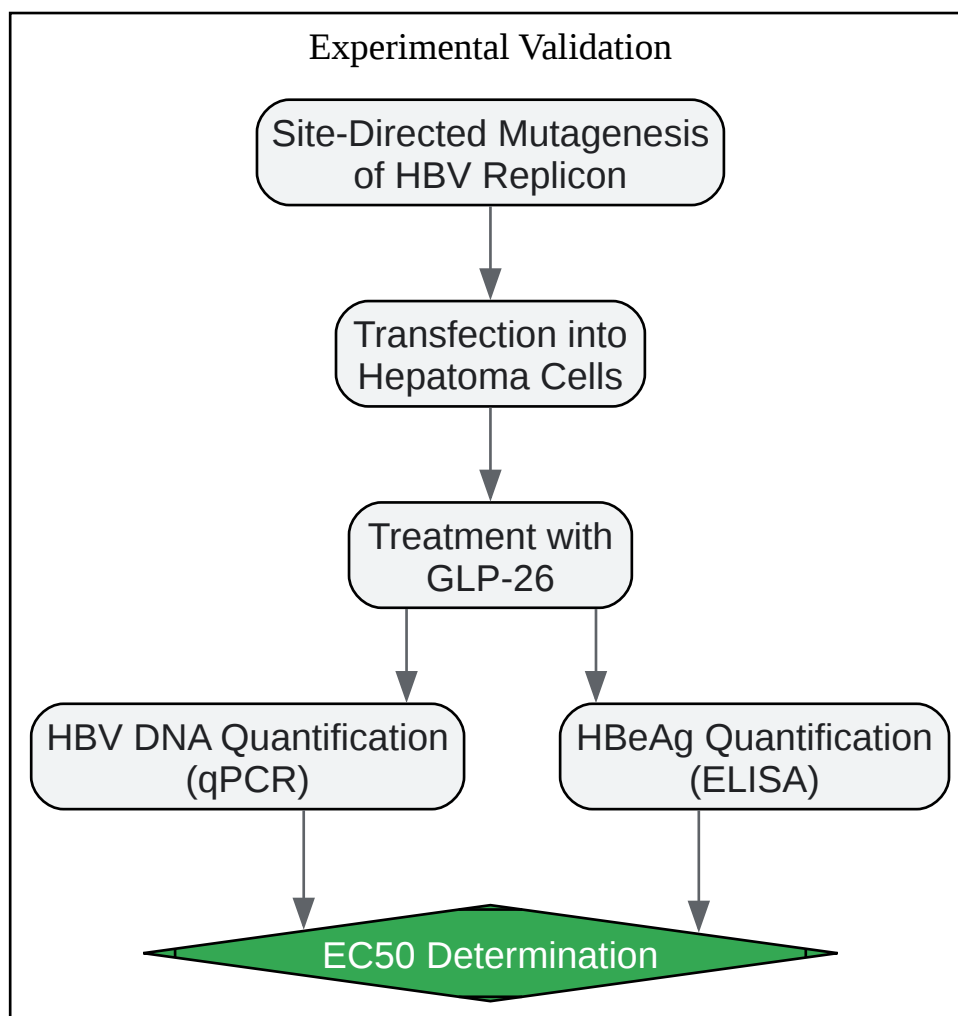 Experimental Validation
Site-Directed Mutagenesis
of HBV Replicon
Transfection into
Hepatoma Cells
Treatment with
GLP-26
HBV DNA Quantification
(qPCR)
HBeAg Quantification
(ELISA)
EC50 Determination